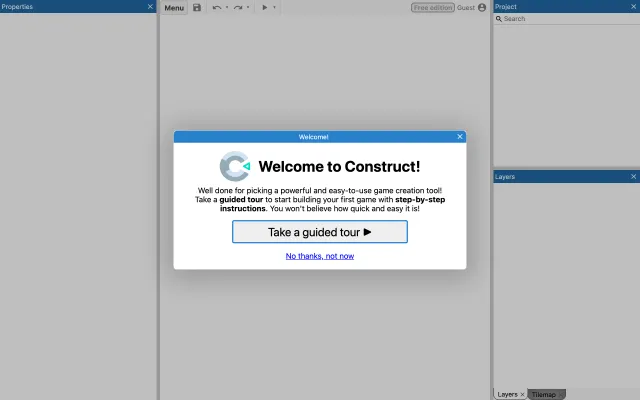 Properties
Menu
Free edition
Guest
Project
Search
Welcome!
Welcome to Construct!
Well done for picking a powerful and easy-to-use game creation tool!
Take a guided tour to start building your first game with step-by-step
instructions. You won't believe how quick and easy it is!
Take a guided tour
No thanks, not now
Layers
Layers
Tilemap